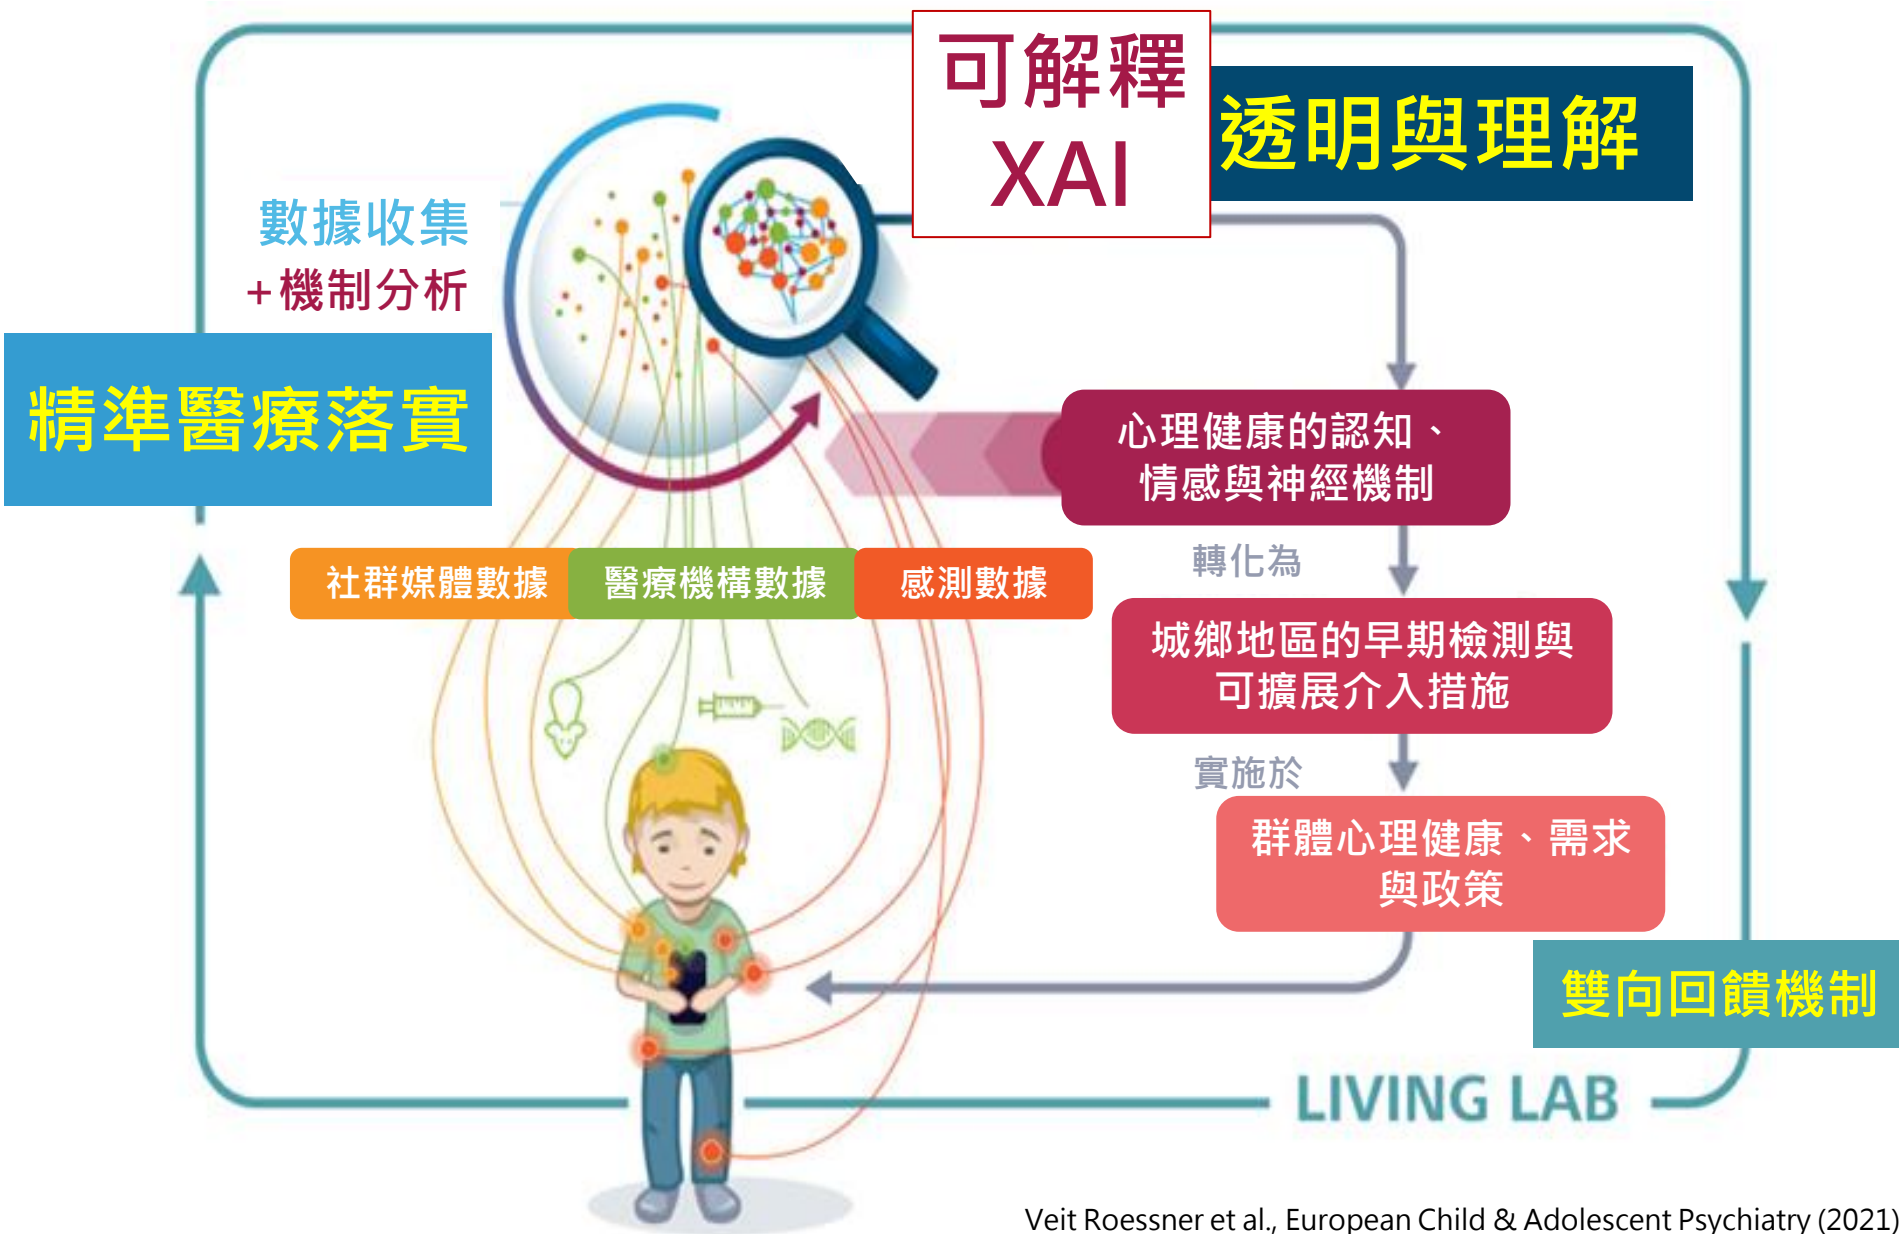 可解釋
XAI
透明與理解
數據收集
+機制分析
精準醫療落實
心理健康的認知、
情感與神經機制
轉化為
社群媒體數據
醫療機構數據
感測數據
城鄉地區的早期檢測與
可擴展介入措施
實施於
群體心理健康、需求
與政策
雙向回饋機制
LIVING LAB
Veit Roessner et al., European Child & Adolescent Psychiatry (2021)